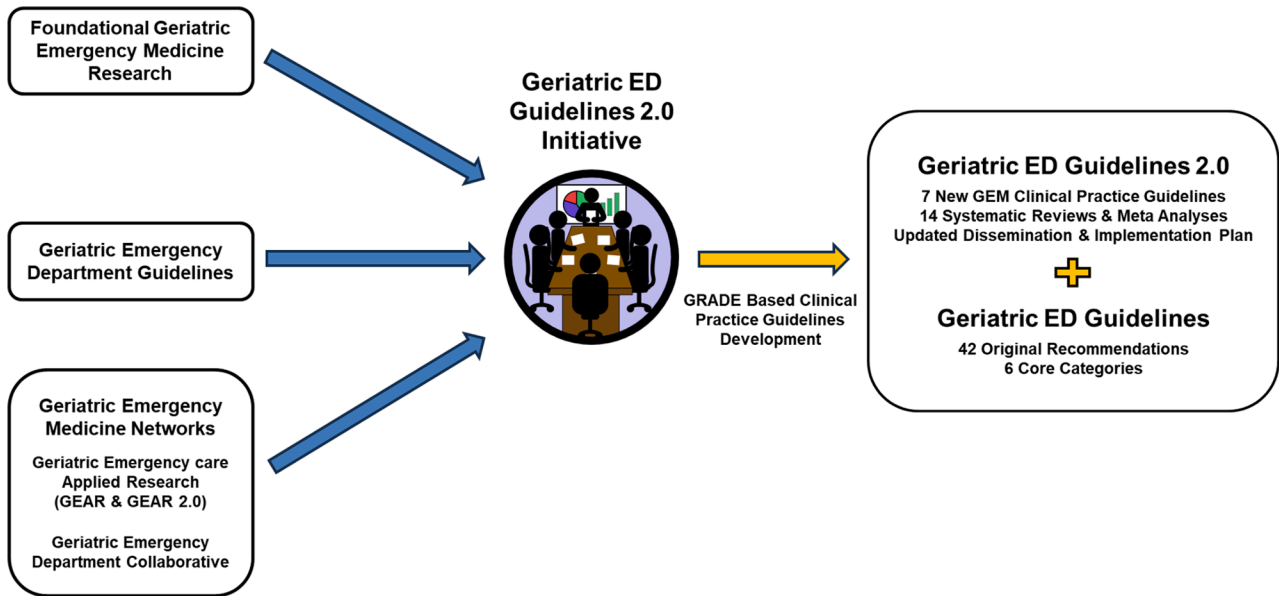 Foundational Geriatric
Emergency Medicine
Research
Geriatric Emergency
Department Guidelines
Geriatric Emergency
Medicine Networks
Geriatric Emergency care
Applied Research
(GEAR & GEAR 2.0)
Geriatric Emergency
Department Collaborative
Geriatric ED
Guidelines 2.0
Initiative
GRADE Based Clinical
Practice Guidelines
Development
Geriatric ED Guidelines 2.0
7 New GEM Clinical Practice Guidelines
14 Systematic Reviews & Meta Analyses
Updated Dissemination & Implementation Plan
Geriatric ED Guidelines
42 Original Recommendations
6 Core Categories